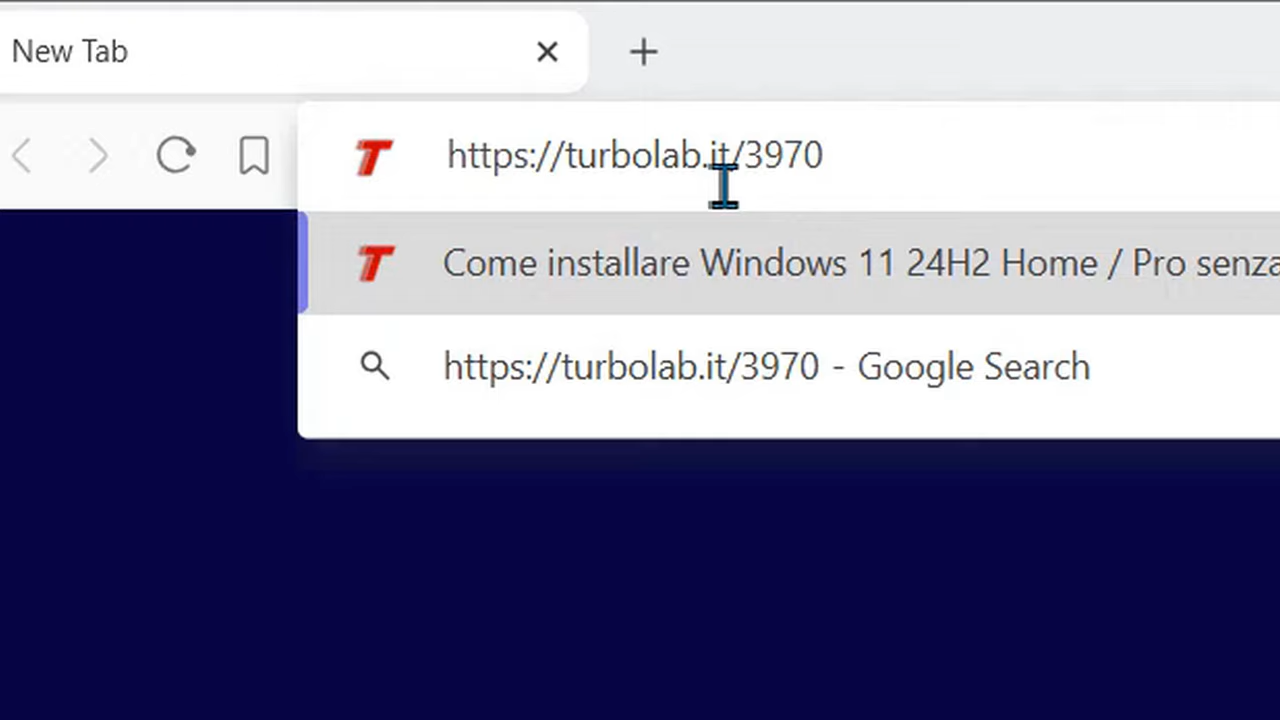 New Tab
https://turbolab.it/3970
Come installare Windows 11 24H2 Home / Pro senza
https://turbolab.it/3970 - Google Search